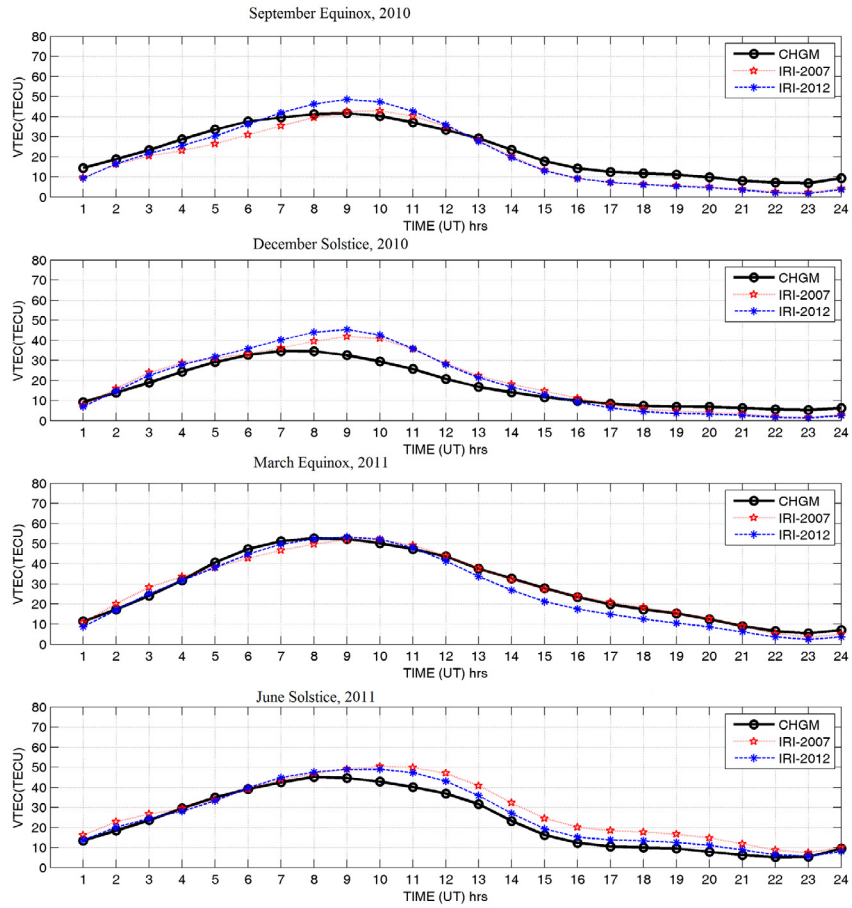 September Equinox, 2010
80
70
60
50
40
30
20
10
0
VTEC(TECU)
CHGM
IRI-2007
IRI-2012
1 2 3 4 5 6 7 8 9 10 11 12 13 14 15 16 17 18 19 20 21 22 23 24
TIME (UT) hrs
December Solstice, 2010
80
70
60
50
40
30
20
10
0
VTEC(TECU)
CHGM
IRI-2007
IRI-2012
1 2 3 4 5 6 7 8 9 10 11 12 13 14 15 16 17 18 19 20 21 22 23 24
TIME (UT) hrs
March Equinox, 2011
80
70
60
50
40
30
20
10
0
VTEC(TECU)
CHGM
IRI-2007
IRI-2012
1 2 3 4 5 6 7 8 9 10 11 12 13 14 15 16 17 18 19 20 21 22 23 24
TIME (UT) hrs
June Solstice, 2011
80
70
60
50
40
30
20
10
0
VTEC(TECU)
CHGM
IRI-2007
IRI-2012
1 2 3 4 5 6 7 8 9 10 11 12 13 14 15 16 17 18 19 20 21 22 23 24
TIME (UT) hrs